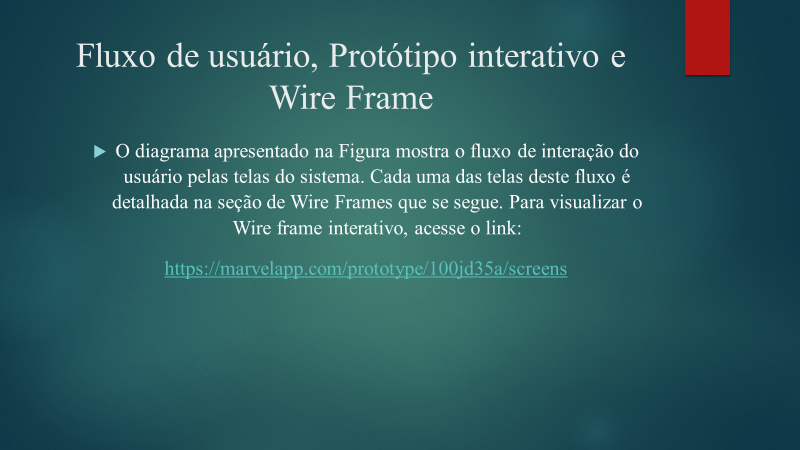 Fluxo de usuário, Protótipo interativo e
Wire Frame
O diagrama apresentado na Figura mostra o fluxo de interação do
usuário pelas telas do sistema. Cada uma das telas deste fluxo é
detalhada na seção de Wire Frames que se segue. Para visualizar o
Wire frame interativo, acesse o link:
https://marvelapp.com/prototype/100jd35a/screens